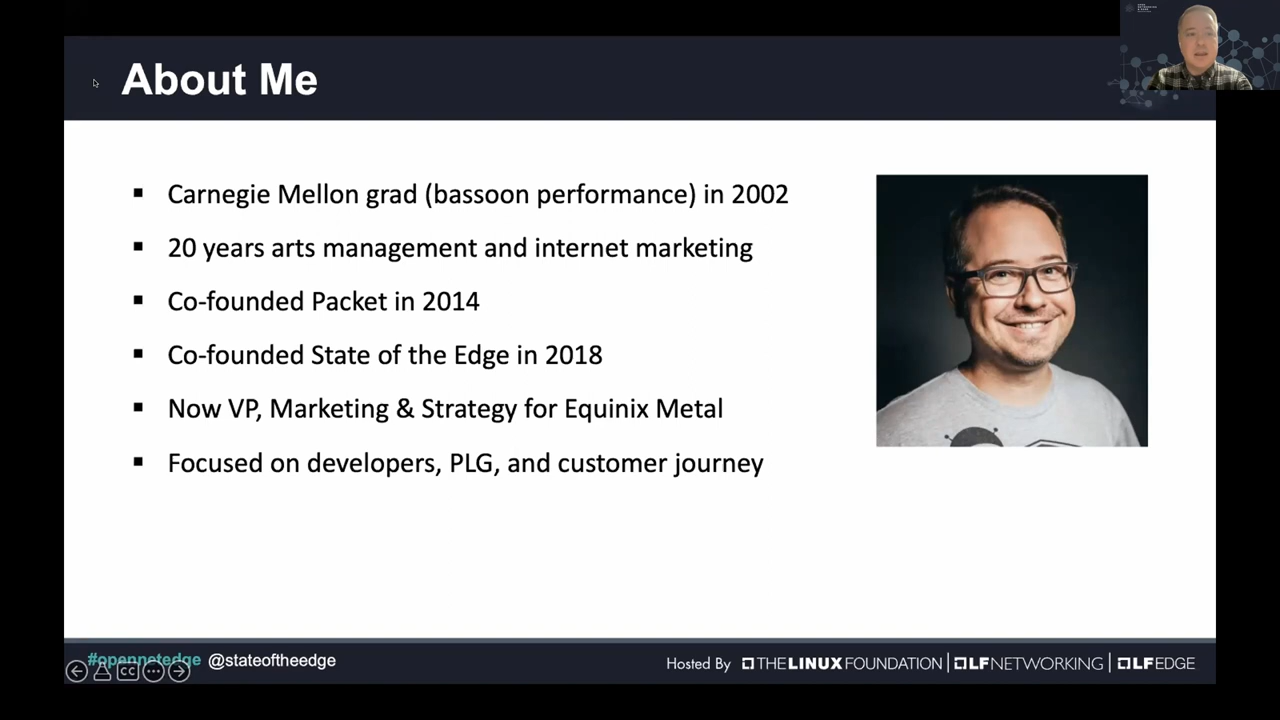 About Me
Carnegie Mellon grad (bassoon performance) in 2002
20 years arts management and internet marketing
Co-founded Packet in 2014
Co-founded State of the Edge in 2018
Now VP, Marketing & Strategy for Equinix Metal
Focused on developers, PLG, and customer journey
#opennetedge @stateoftheedge
CC
Hosted By THE LINUX FOUNDATION | LF NETWORKING | LF EDGE